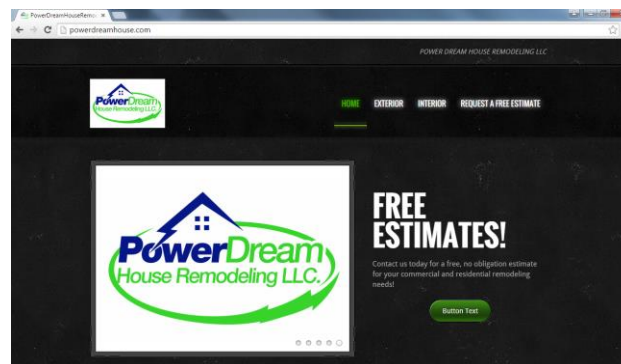 PowerDreamHouseRemo
powerdreamhouse.com
POWER DREAM HOUSE REMODELING LLC
PowerDream
House Remodeling LLC.
HOME EXTERIOR INTERIOR REQUEST A FREE ESTIMATE
PowerDream
House Remodeling LLC.
FREE
ESTIMATES!
Contact us today for a free, no obligation estimate
for your commercial and residential remodeling
needs!
Button Text